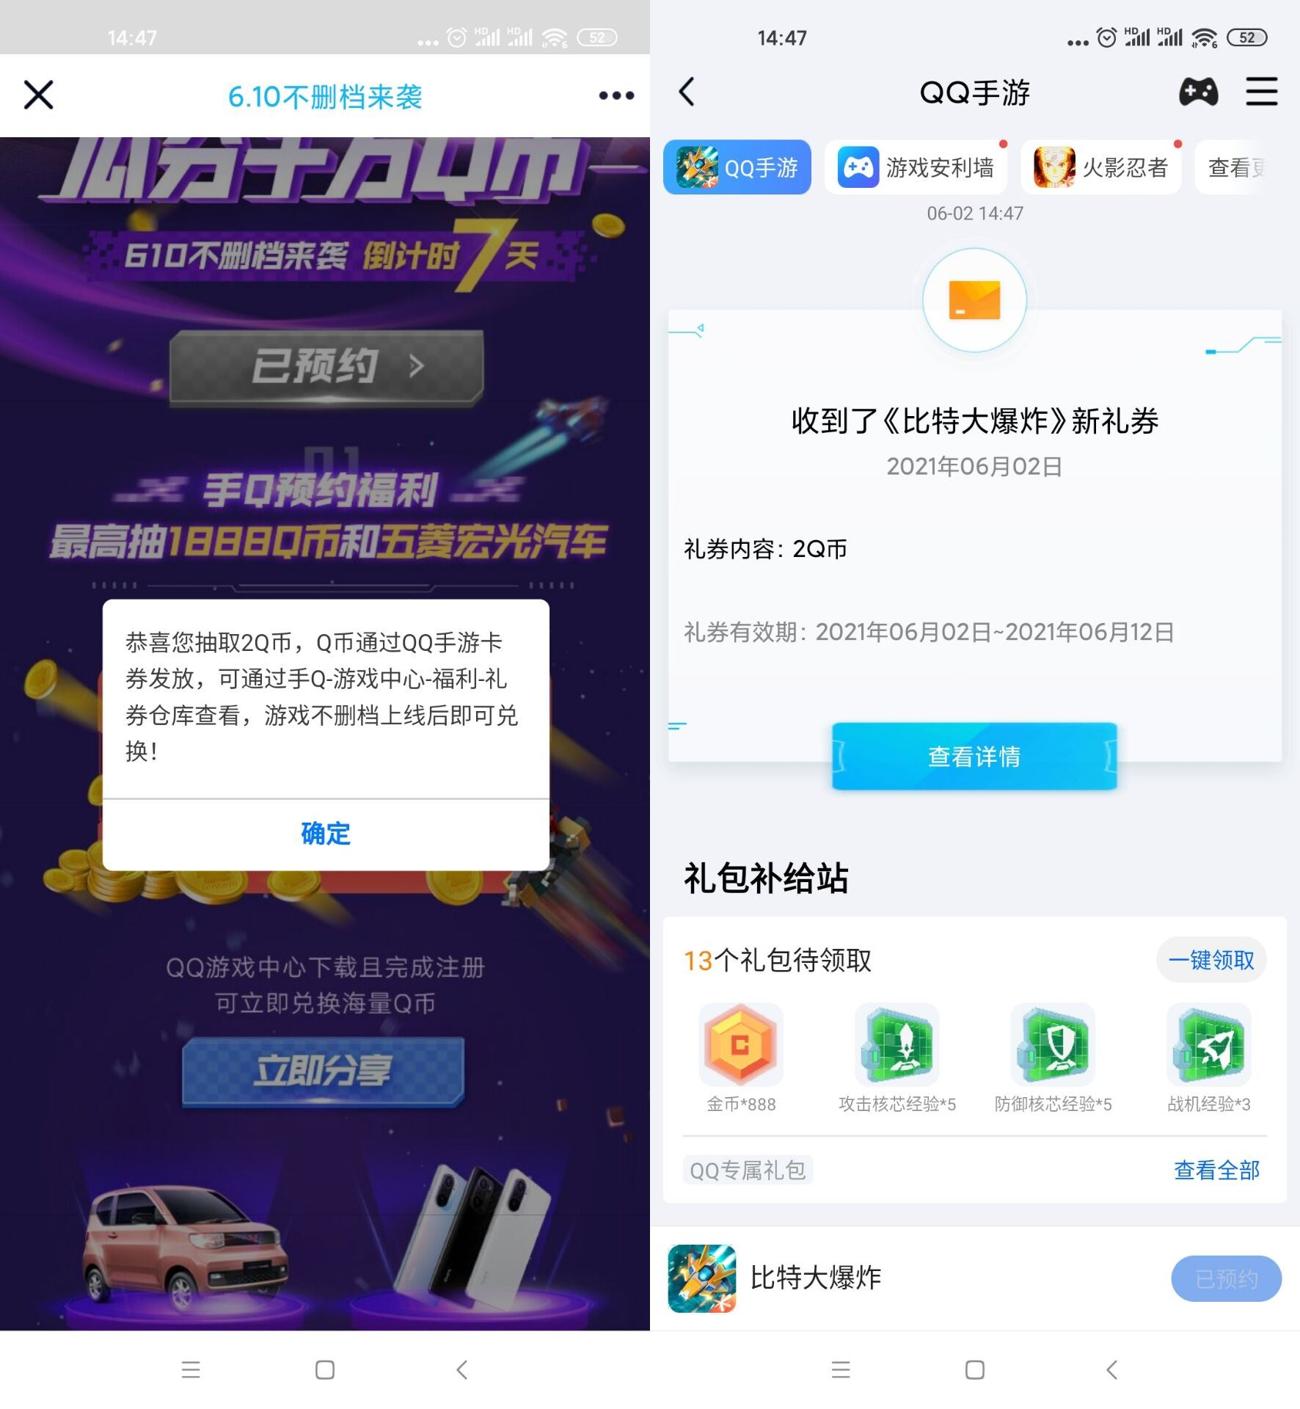 14:47
HD HD 6 52
6.10不删档来袭
瓜分千万Q币
610不删档来袭 倒计时7天
已预约 >
01
手Q预约福利
最高抽1888Q币和五菱宏光汽车
恭喜您抽取2Q币，Q币通过QQ手游卡
券发放，可通过手Q-游戏中心-福利-礼
券仓库查看，游戏不删档上线后即可兑
换！
确定
QQ游戏中心下载且完成注册
可立即兑换海量Q币
立即分享
14:47
HD HD 6 52
QQ手游
QQ手游 游戏安利墙 火影忍者 查看
06-02 14:47
收到了《比特大爆炸》新礼券
2021年06月02日
礼券内容：2Q币
礼券有效期：2021年06月02日~2021年06月12日
查看详情
礼包补给站
13个礼包待领取 一键领取
金币*888 攻击核芯经验*5 防御核芯经验*5 战机经验*3
QQ专属礼包 查看全部
比特大爆炸 已预约